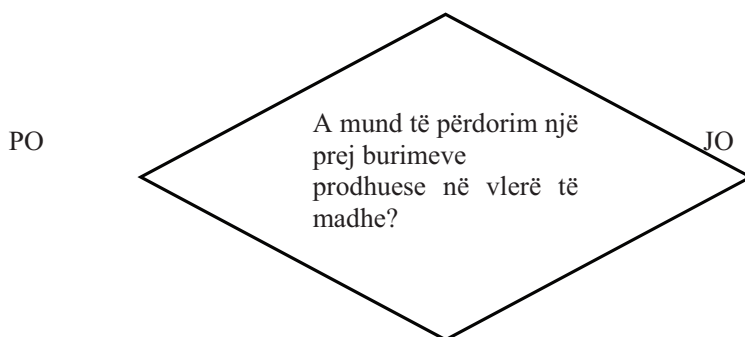 PO
A mund të përdorim një
prej burimeve
prodhuese në vlerë të
madhe?
JO